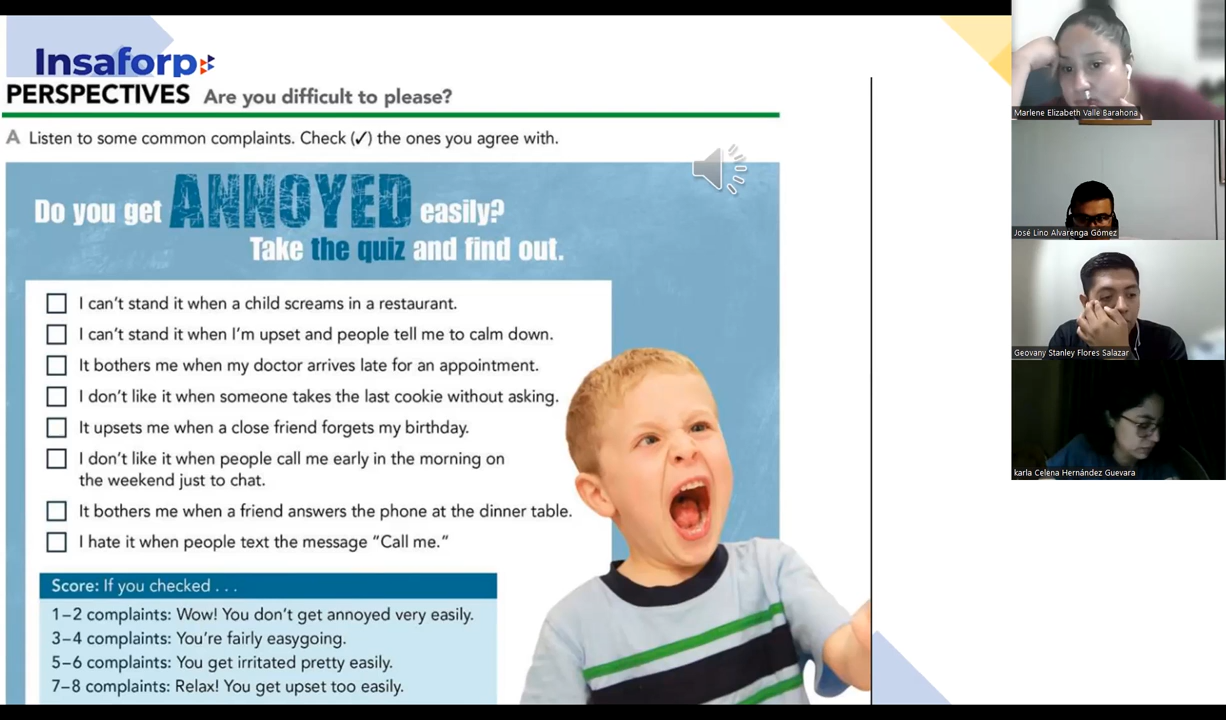 Insaforp
PERSPECTIVES Are you difficult to please?
A Listen to some common complaints. Check (✓) the ones you agree with.
Do you get ANNOYED easily?
Take the quiz and find out.
I can't stand it when a child screams in a restaurant.
I can't stand it when I'm upset and people tell me to calm down.
It bothers me when my doctor arrives late for an appointment.
I don't like it when someone takes the last cookie without asking.
It upsets me when a close friend forgets my birthday.
I don't like it when people call me early in the morning on
the weekend just to chat.
It bothers me when a friend answers the phone at the dinner table.
I hate it when people text the message “Call me.“
Score: If you checked . . .
1–2 complaints: Wow! You don't get annoyed very easily.
3–4 complaints: You're fairly easygoing.
5–6 complaints: You get irritated pretty easily.
7–8 complaints: Relax! You get upset too easily.
Marlene Elizabeth Valle Barahona
José Lino Alvarenga Gómez
Geovany Stanley Flores Salazar
karla Celena Hernández Guevara